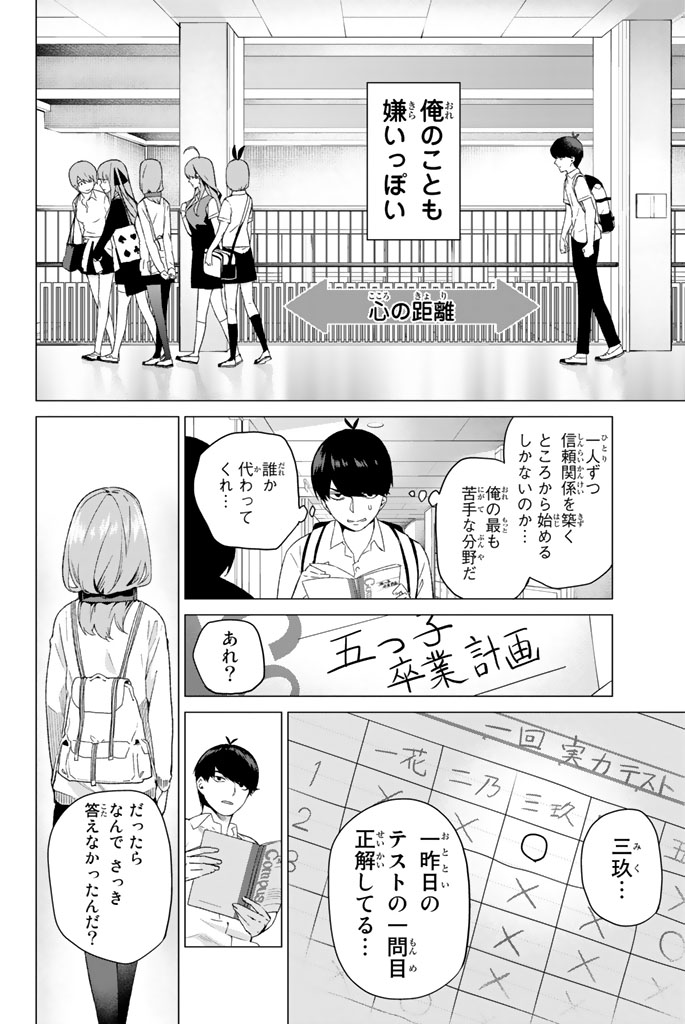 俺のことも
嫌いっぽい
心の距離
一人ずつ
信頼関係を築く
ところから始める
しかないのか…
俺の最も
苦手な分野だ
誰か
代わって
くれ…
五つ子
卒業計画
あれ?
二回 実力テスト
一花
二乃
三玖
1
2
○
×
×
×
×
×
×
×
×
×
三玖…
一昨日の
テストの一問目
正解してる…
CAMPUS
だったら
なんで さっき
答えなかったんだ?